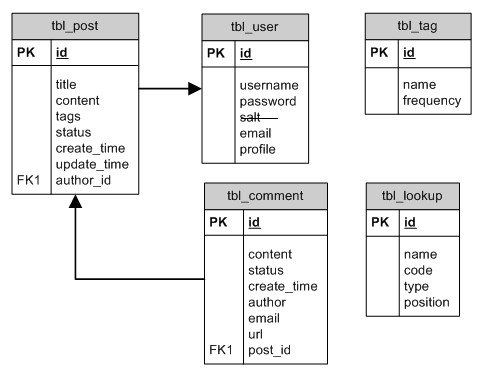 tbl_post
PK id
title
content
tags
status
create_time
update_time
FK1 author_id
tbl_user
PK id
username
password
salt
email
profile
tbl_tag
PK id
name
frequency
tbl_comment
PK id
content
status
create_time
author
email
url
FK1 post_id
tbl_lookup
PK id
name
code
type
position